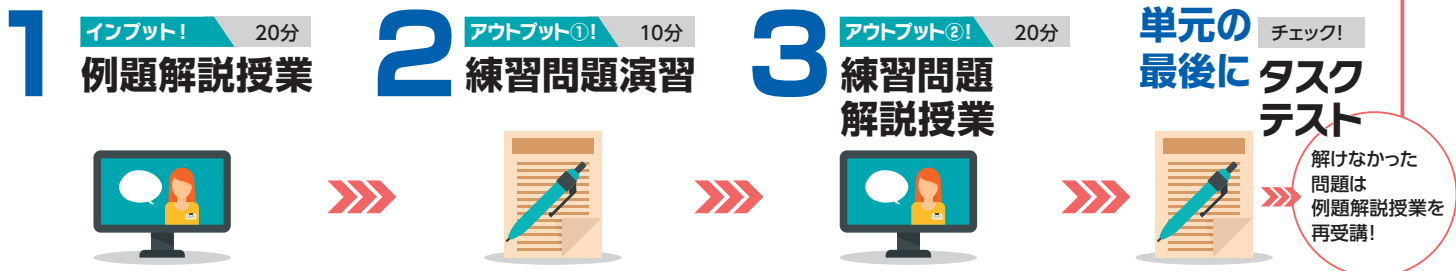 1
インプット! 20分
例題解説授業
2
アウトプット①! 10分
練習問題演習
3
アウトプット②! 20分
練習問題
解説授業
単元の
最後に
チェック!
タスク
テスト
解けなかった
問題は
例題解説授業を
再受講!